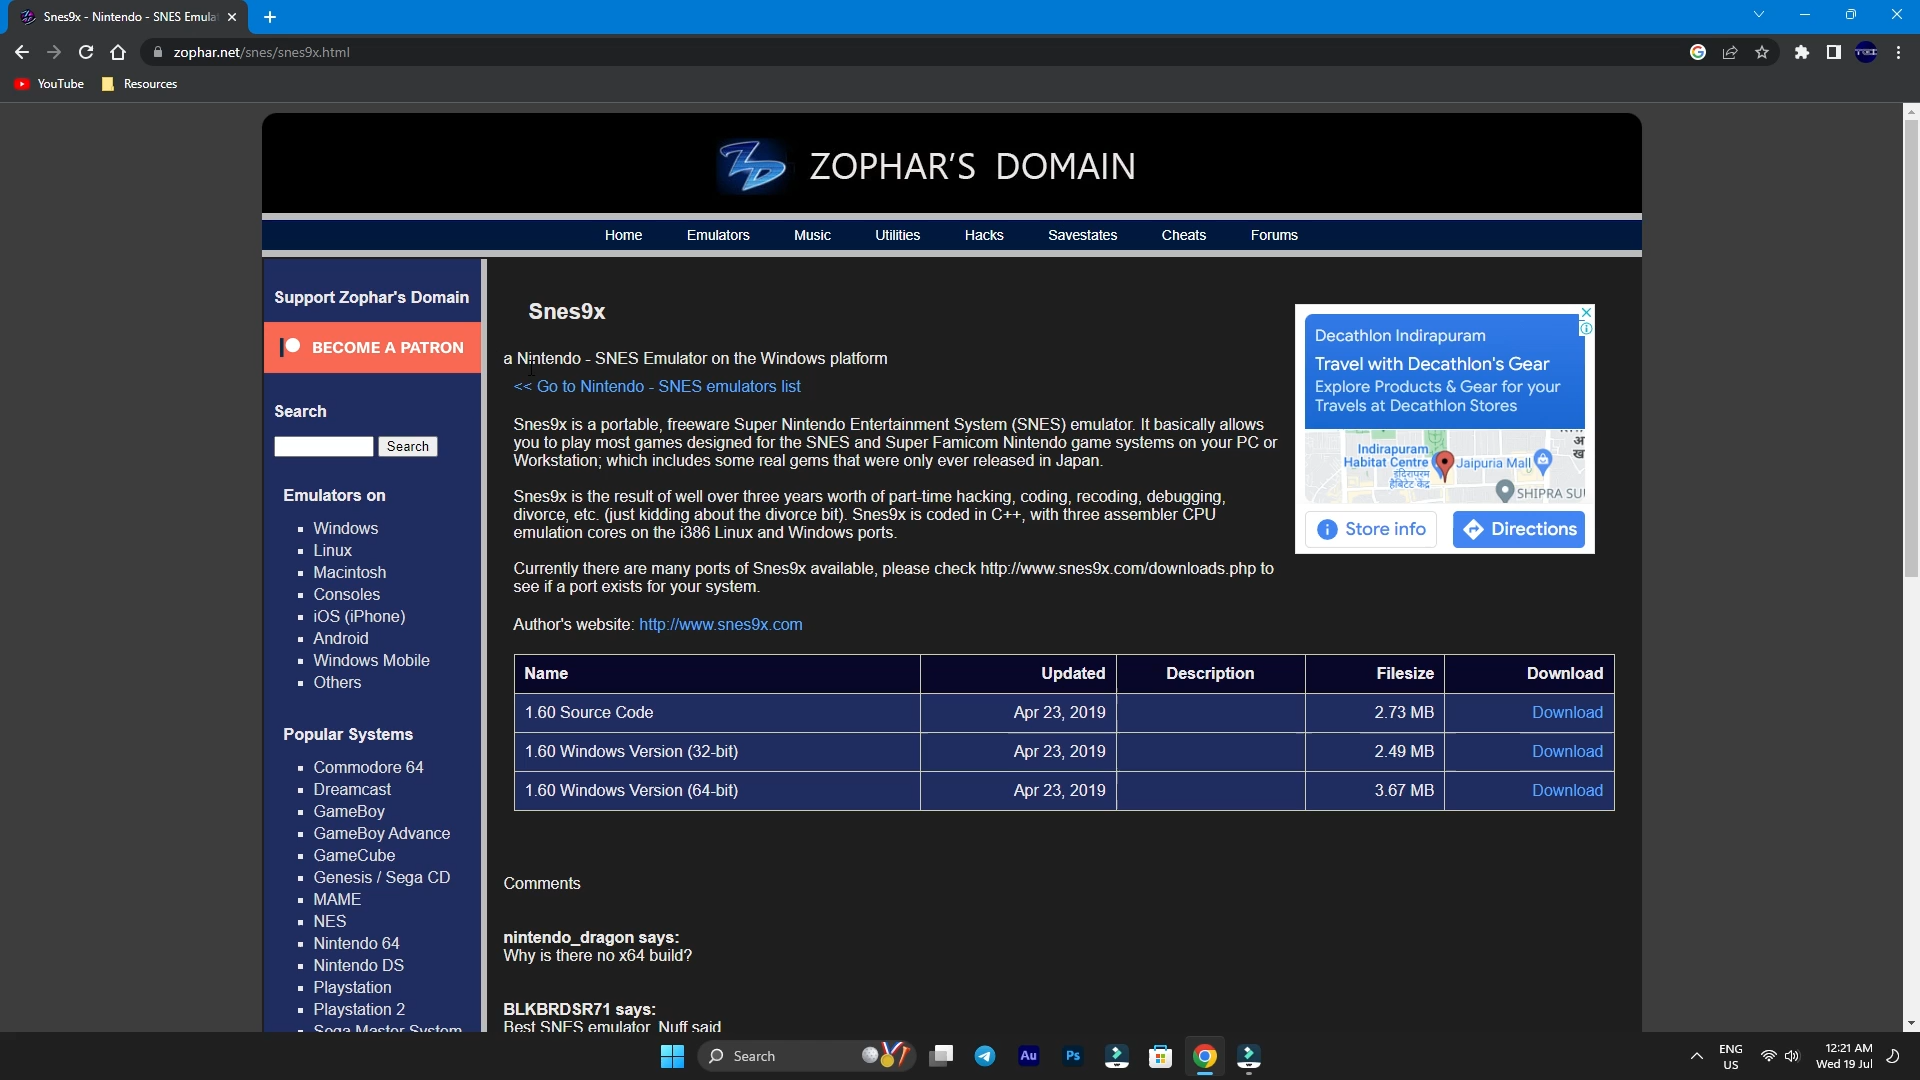 Snes9x - Nintendo - SNES Emula
zophar.net/snes/snes9x.html
YouTube
Resources
ZOPHAR'S DOMAIN
Home
Emulators
Music
Utilities
Hacks
Savestates
Cheats
Forums
Support Zophar's Domain
BECOME A PATRON
Search
Search
Emulators on
Windows
Linux
Macintosh
Consoles
iOS (iPhone)
Android
Windows Mobile
Others
Popular Systems
Commodore 64
Dreamcast
GameBoy
GameBoy Advance
GameCube
Genesis / Sega CD
MAME
NES
Nintendo 64
Nintendo DS
Playstation
Playstation 2
Sega Master System
Snes9x
a Nintendo - SNES Emulator on the Windows platform
<< Go to Nintendo - SNES emulators list
Snes9x is a portable, freeware Super Nintendo Entertainment System (SNES) emulator. It basically allows
you to play most games designed for the SNES and Super Famicom Nintendo game systems on your PC or
Workstation; which includes some real gems that were only ever released in Japan.
Snes9x is the result of well over three years worth of part-time hacking, coding, recoding, debugging,
divorce, etc. (just kidding about the divorce bit). Snes9x is coded in C++, with three assembler CPU
emulation cores on the i386 Linux and Windows ports.
Currently there are many ports of Snes9x available, please check http://www.snes9x.com/downloads.php to
see if a port exists for your system.
Author's website: http://www.snes9x.com
Decathlon Indirapuram
Travel with Decathlon's Gear
Explore Products & Gear for your
Travels at Decathlon Stores
Indirapuram
Habitat Centre
इंदिरापुरम
हैबिटेट केंद्र
Jaipuria Mall
SHIPRA SU
Store info
Directions
Name Updated Description Filesize Download
1.60 Source Code Apr 23, 2019 2.73 MB Download
1.60 Windows Version (32-bit) Apr 23, 2019 2.49 MB Download
1.60 Windows Version (64-bit) Apr 23, 2019 3.67 MB Download
Comments
nintendo_dragon says:
Why is there no x64 build?
BLKBRDSR71 says:
Best SNES emulator. Nuff said
Search
Au
Ps
ENG
US
12:21 AM
Wed 19 Jul